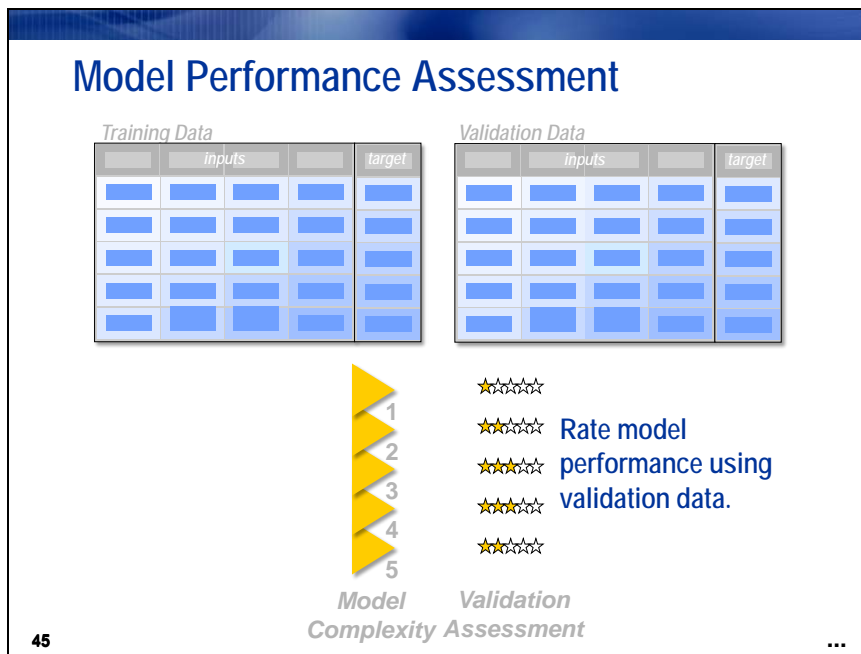 Model Performance Assessment
Training Data
Validation Data
inputs
target
inputs
target
1
2
3
4
5
Rate model
performance using
validation data.
Model
Complexity
Validation
Assessment
45
...